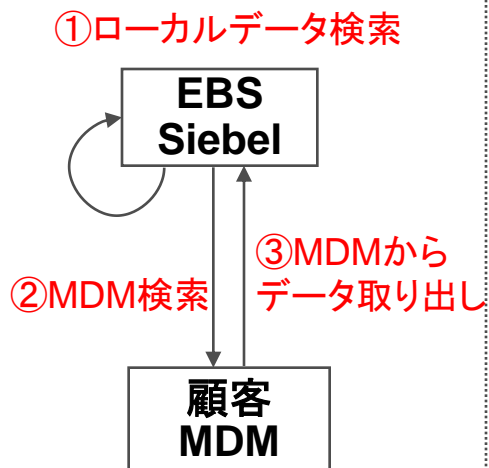 ①ローカルデータ検索
EBS
Siebel
③MDMから
データ取り出し
②MDM検索
顧客
MDM